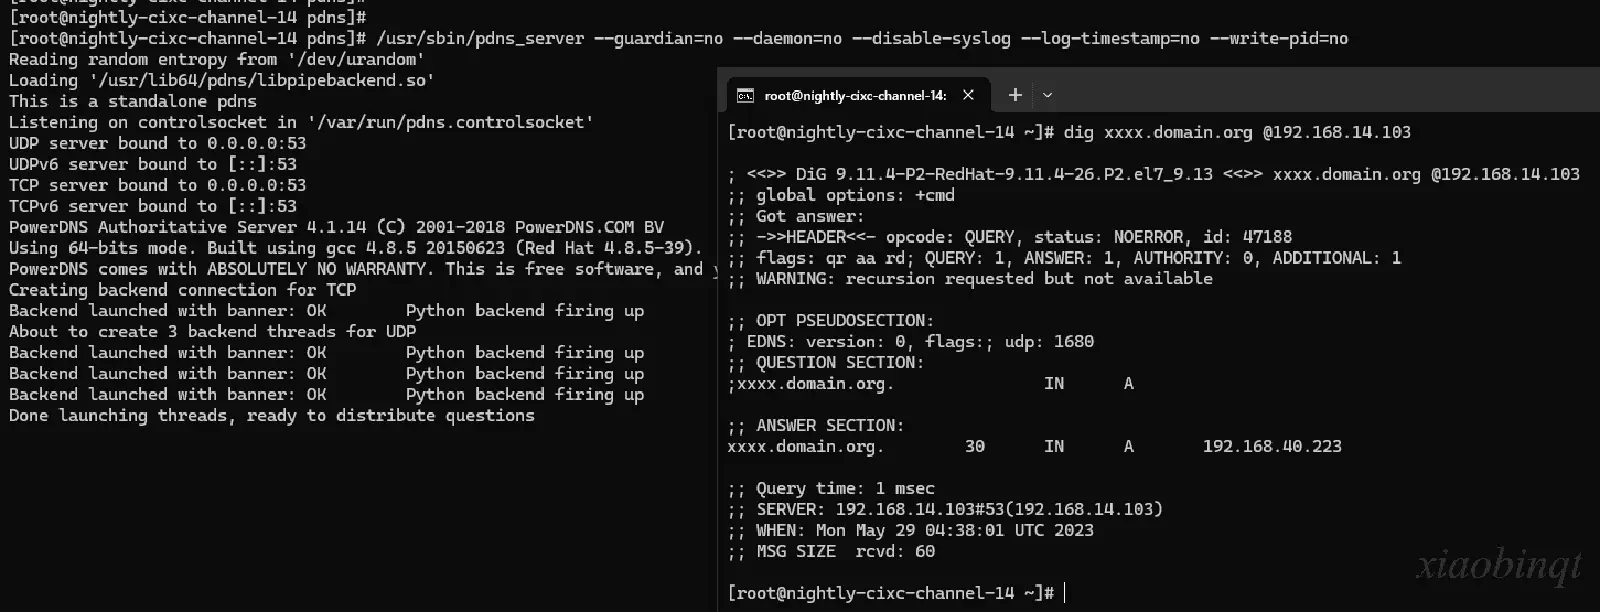 [root@nightly-cixc-channel-14 pdns]#
[root@nightly-cixc-channel-14 pdns]# /usr/sbin/pdns_server --guardian=no --daemon=no --disable-syslog --log-timestamp=no --write-pid=no
Reading random entropy from '/dev/urandom'
Loading '/usr/lib64/pdns/libpipebackend.so'
This is a standalone pdns
Listening on controlsocket in '/var/run/pdns.controlsocket'
UDP server bound to 0.0.0.0:53
UDPv6 server bound to [::]:53
TCP server bound to 0.0.0.0:53
TCPv6 server bound to [::]:53
PowerDNS Authoritative Server 4.1.14 (C) 2001-2018 PowerDNS.COM BV
Using 64-bits mode. Built using gcc 4.8.5 20150623 (Red Hat 4.8.5-39).
PowerDNS comes with ABSOLUTELY NO WARRANTY. This is free software, and
Creating backend connection for TCP
Backend launched with banner: OK        Python backend firing up
About to create 3 backend threads for UDP
Backend launched with banner: OK        Python backend firing up
Backend launched with banner: OK        Python backend firing up
Backend launched with banner: OK        Python backend firing up
Done launching threads, ready to distribute questions
root@nightly-cixc-channel-14:
[root@nightly-cixc-channel-14 ~]# dig xxxx.domain.org @192.168.14.103
; <<>> DiG 9.11.4-P2-RedHat-9.11.4-26.P2.el7_9.13 <<>> xxxx.domain.org @192.168.14.103
;; global options: +cmd
;; Got answer:
;; ->>HEADER<<- opcode: QUERY, status: NOERROR, id: 47188
;; flags: qr aa rd; QUERY: 1, ANSWER: 1, AUTHORITY: 0, ADDITIONAL: 1
;; WARNING: recursion requested but not available
;; OPT PSEUDOSECTION:
; EDNS: version: 0, flags:; udp: 1680
;; QUESTION SECTION:
;xxxx.domain.org.               IN      A
;; ANSWER SECTION:
xxxx.domain.org.        30      IN      A       192.168.40.223
;; Query time: 1 msec
;; SERVER: 192.168.14.103#53(192.168.14.103)
;; WHEN: Mon May 29 04:38:01 UTC 2023
;; MSG SIZE  rcvd: 60
[root@nightly-cixc-channel-14 ~]#
xiaobinqt